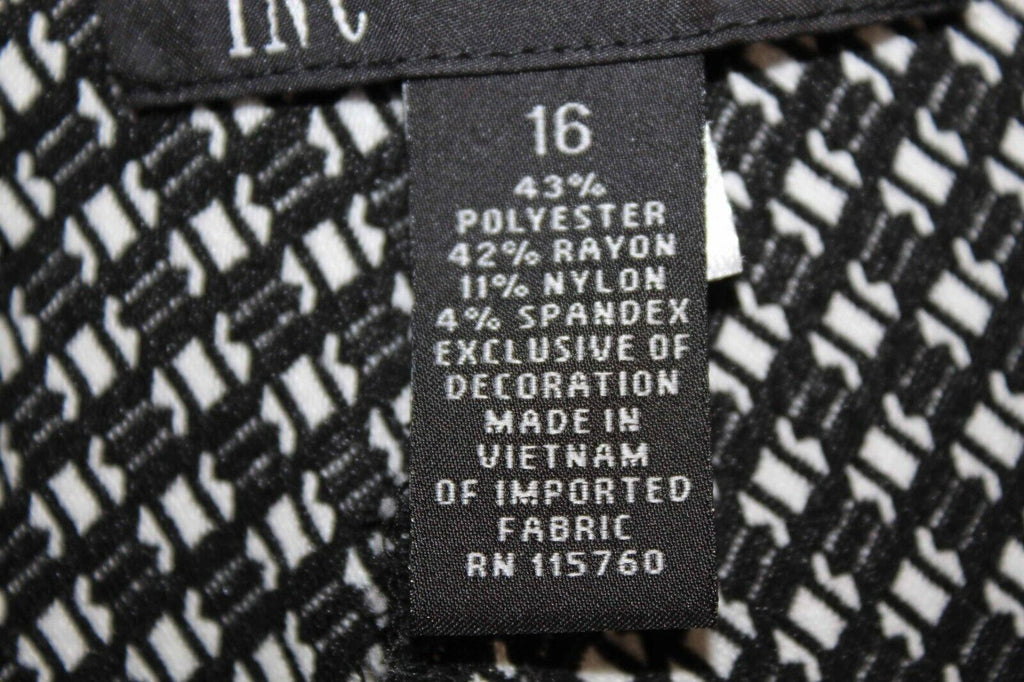 INC
16
43%
POLYESTER
42% RAYON
11% NYLON
4% SPANDEX
EXCLUSIVE OF
DECORATION
MADE IN
VIETNAM
OF IMPORTED
FABRIC
RN 115760